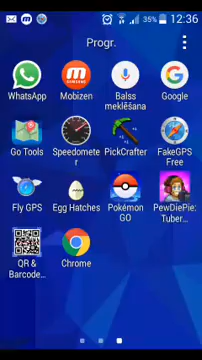 35% 12:36
Progr.
WhatsApp
Mobizen
Balss
meklēšana
Google
Go Tools
Speedomete
r
PickCrafter
FakeGPS
Free
Fly GPS
Egg Hatches
Pokémon
GO
PewDiePie:
Tuber...
QR &
Barcode...
Chrome